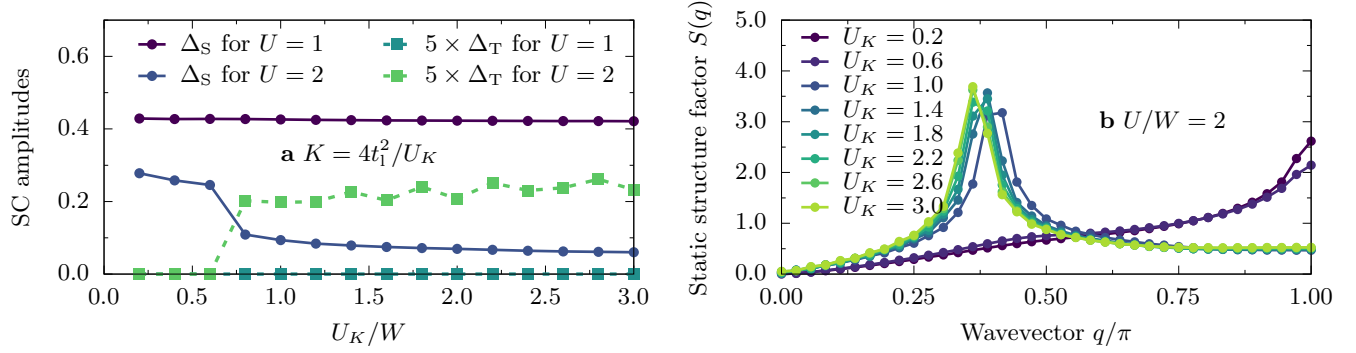 SC amplitudes
0.6
0.4
0.2
0.0
Δ_S for U = 1
Δ_S for U = 2
5 × Δ_T for U = 1
5 × Δ_T for U = 2
a K = 4t_l^2/U_K
0.0 0.5 1.0 1.5 2.0 2.5 3.0
U_K/W
Static structure factor S(q)
5.0
4.0
3.0
2.0
1.0
0.0
U_K = 0.2
U_K = 0.6
U_K = 1.0
U_K = 1.4
U_K = 1.8
U_K = 2.2
U_K = 2.6
U_K = 3.0
b U/W = 2
0.00 0.25 0.50 0.75 1.00
Wavevector q/π